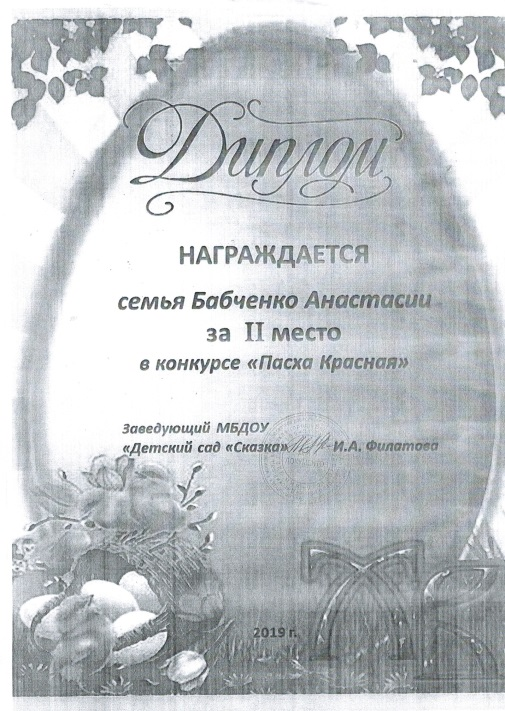 Диплом
НАГРАЖДАЕТСЯ
семья Бабченко Анастасии
за II место
в конкурсе «Пасха Красная»
Заведующий МБДОУ
«Детский сад «Сказка» И.А. Филатова
2019 г.